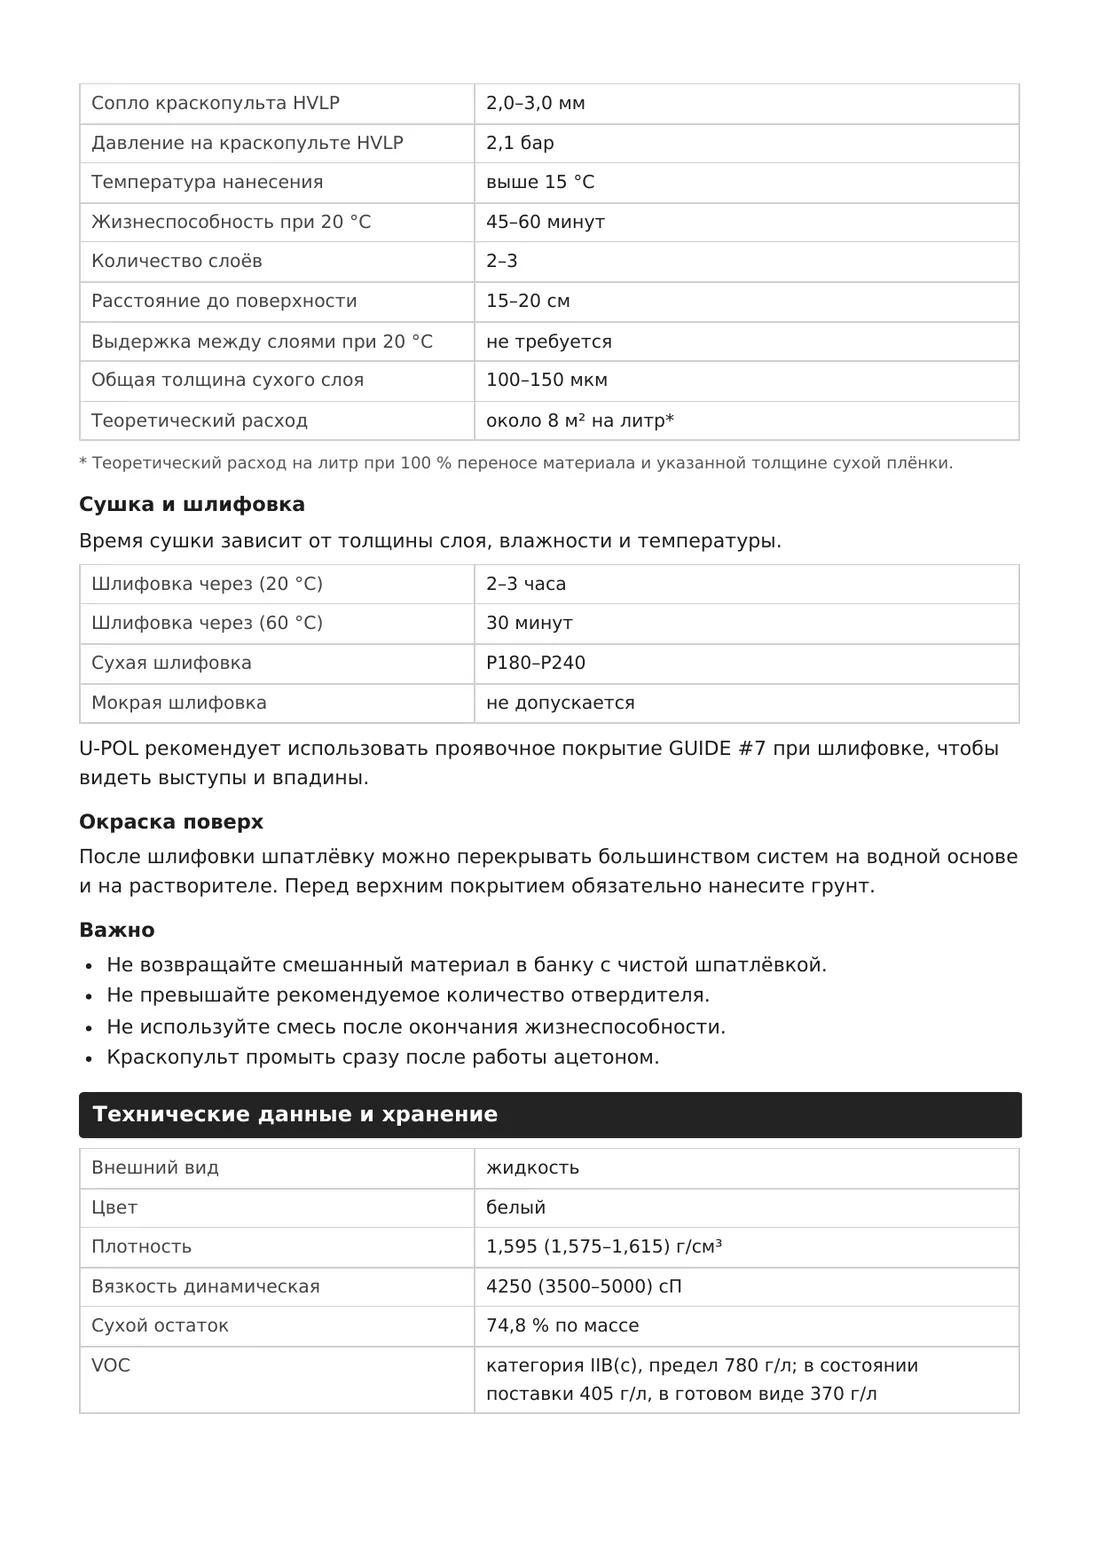 Сопло краскопульта HVLP 2,0–3,0 мм
Давление на краскопульте HVLP 2,1 бар
Температура нанесения выше 15 °C
Жизнеспособность при 20 °C 45–60 минут
Количество слоёв 2–3
Расстояние до поверхности 15–20 см
Выдержка между слоями при 20 °C не требуется
Общая толщина сухого слоя 100–150 мкм
Теоретический расход около 8 м² на литр*
* Теоретический расход на литр при 100 % переносе материала и указанной толщине сухой плёнки.
Сушка и шлифовка
Время сушки зависит от толщины слоя, влажности и температуры.
Шлифовка через (20 °C) 2–3 часа
Шлифовка через (60 °C) 30 минут
Сухая шлифовка P180–P240
Мокрая шлифовка не допускается
U-POL рекомендует использовать проявочное покрытие GUIDE #7 при шлифовке, чтобы
видеть выступы и впадины.
Окраска поверх
После шлифовки шпатлёвку можно перекрывать большинством систем на водной основе
и на растворителе. Перед верхним покрытием обязательно нанесите грунт.
Важно
• Не возвращайте смешанный материал в банку с чистой шпатлёвкой.
• Не превышайте рекомендуемое количество отвердителя.
• Не используйте смесь после окончания жизнеспособности.
• Краскопульт промыть сразу после работы ацетоном.
Технические данные и хранение
Внешний вид жидкость
Цвет белый
Плотность 1,595 (1,575–1,615) г/см³
Вязкость динамическая 4250 (3500–5000) сП
Сухой остаток 74,8 % по массе
VOC категория IIB(c), предел 780 г/л; в состоянии
поставки 405 г/л, в готовом виде 370 г/л